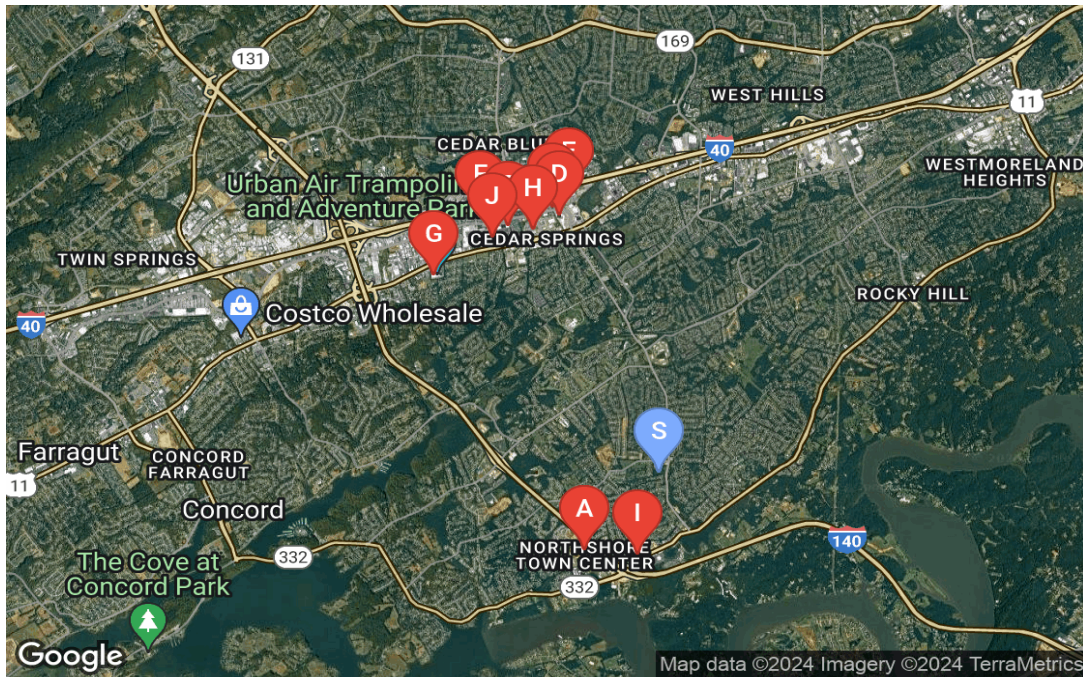 131
169
WEST HILLS
11
CEDAR BLU
F
40
E
D
WESTMORELAND
HEIGHTS
Urban Air Trampolin
and Adventure Park
J
H
G
CEDAR SPRINGS
TWIN SPRINGS
ROCKY HILL
Costco Wholesale
40
S
Farragut
CONCORD
FARRAGUT
11
Concord
A
I
NORTHSHORE
TOWN CENTER
140
332
332
The Cove at
Concord Park
Google
Map data ©2024 Imagery ©2024 TerraMetrics